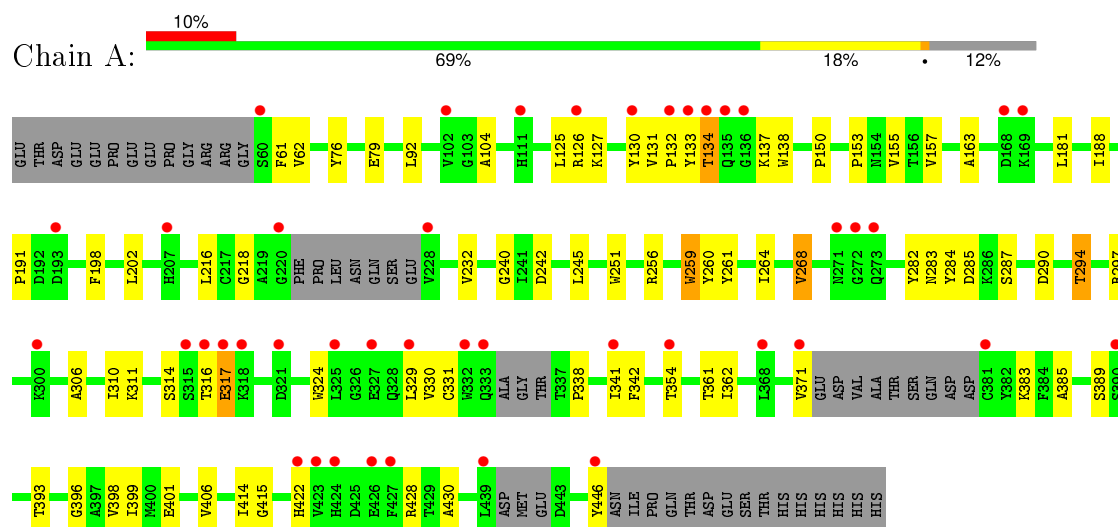 10%
Chain A:
69% 18% • 12%
GLU THR ASP GLU GLU PRO GLU GLU PRO GLY ARG ARG GLY S60 F61 V62 Y76 E79 L92 V102 G103 A104 H111 L125 R126 K127 Y130 V131 P132 Y133 T134 Q135 G136 K137 W138 P150 P153 N154 V155 T156 V157 A163 D168 K169 L181 I188
P191 D192 D193 F198 L202 H207 L216 C217 G218 A219 G220 PHE PRO LEU ASN GLN SER GLU V228 V232 G240 I241 D242 L245 W251 R256 W259 Y260 Y261 I264 V268 N271 G272 Q273 Y282 N283 Y284 D285 K286 S287 D290 T294
K300 A306 I310 K311 S314 S315 T316 E317 K318 D321 W324 L325 G326 E327 Q328 L329 V330 C331 W332 Q333 ALA GLY THR T337 P338 I341 F342 T354 T361 I362 L368 V371 GLU ASP VAL ALA THR SER GLN ASP ASP C381 Y382 K383 F384 A385 S389
T393 G396 A397 V398 I399 M400 E401 V406 I414 G415 H422 V423 H424 D425 E426 F427 R428 T429 A430 L439 ASP MET GLU D443 Y446 ASN ILE PRO GLN THR ASP GLU SER THR HIS HIS HIS HIS HIS HIS